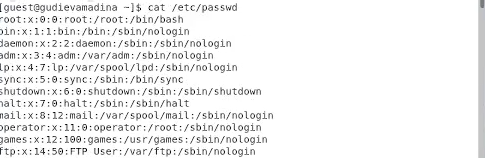 [guest@gudievamadina ~]$ cat /etc/passwd
root:x:0:0:root:/root:/bin/bash
bin:x:1:1:bin:/bin:/sbin/nologin
daemon:x:2:2:daemon:/sbin:/sbin/nologin
adm:x:3:4:adm:/var/adm:/sbin/nologin
lp:x:4:7:lp:/var/spool/lpd:/sbin/nologin
sync:x:5:0:sync:/sbin:/bin/sync
shutdown:x:6:0:shutdown:/sbin:/sbin/shutdown
halt:x:7:0:halt:/sbin:/sbin/halt
mail:x:8:12:mail:/var/spool/mail:/sbin/nologin
operator:x:11:0:operator:/root:/sbin/nologin
games:x:12:100:games:/usr/games:/sbin/nologin
ftp:x:14:50:FTP User:/var/ftp:/sbin/nologin